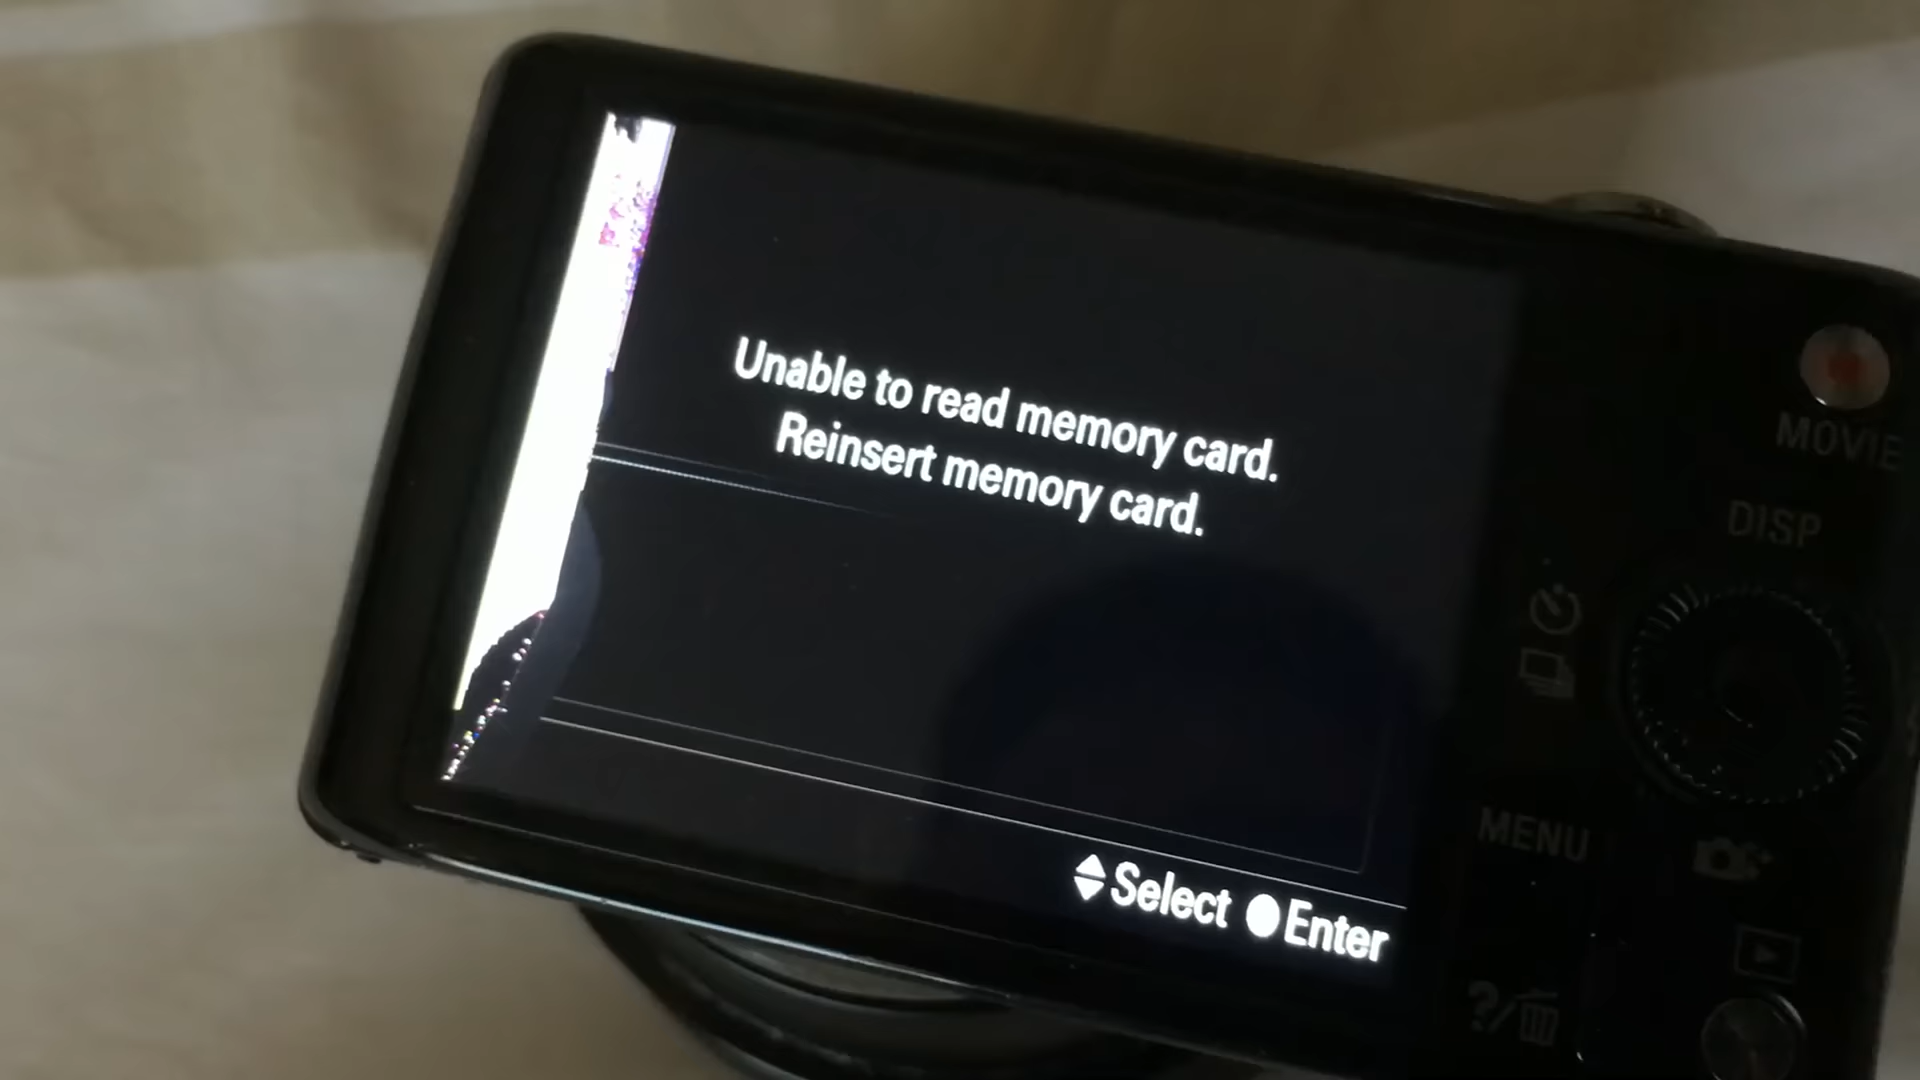 Unable to read memory card.
Reinsert memory card.
MOVIE
DISP
MENU
Select Enter
?/